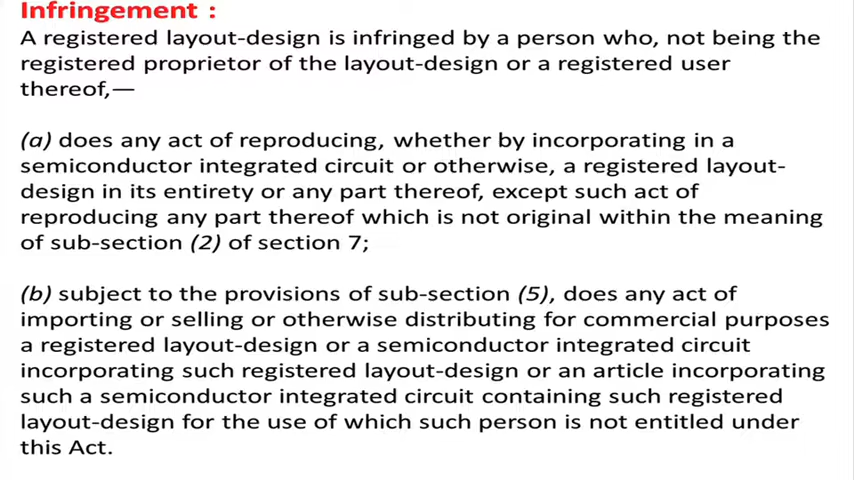 Infringement :
A registered layout-design is infringed by a person who, not being the
registered proprietor of the layout-design or a registered user
thereof,—
(a) does any act of reproducing, whether by incorporating in a
semiconductor integrated circuit or otherwise, a registered layout-
design in its entirety or any part thereof, except such act of
reproducing any part thereof which is not original within the meaning
of sub-section (2) of section 7;
(b) subject to the provisions of sub-section (5), does any act of
importing or selling or otherwise distributing for commercial purposes
a registered layout-design or a semiconductor integrated circuit
incorporating such registered layout-design or an article incorporating
such a semiconductor integrated circuit containing such registered
layout-design for the use of which such person is not entitled under
this Act.